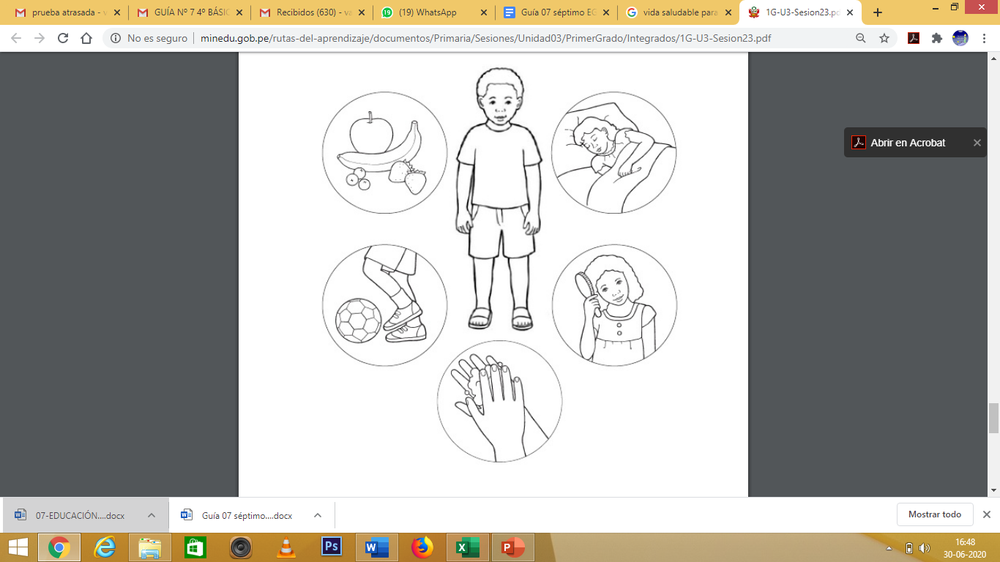 prueba atrasada - v
GUÍA Nº 7 4º BÁSIC
Recibidos (630) - va
(19) WhatsApp
Guía 07 séptimo EG
vida saludable para
1G-U3-Sesion23.pd
No es seguro
minedu.gob.pe/rutas-del-aprendizaje/documentos/Primaria/Sesiones/Unidad03/PrimerGrado/Integrados/1G-U3-Sesion23.pdf
Abrir en Acrobat
07-EDUCACIÓN....docx
Guía 07 séptimo....docx
Mostrar todo
Ps
16:48
30-06-2020